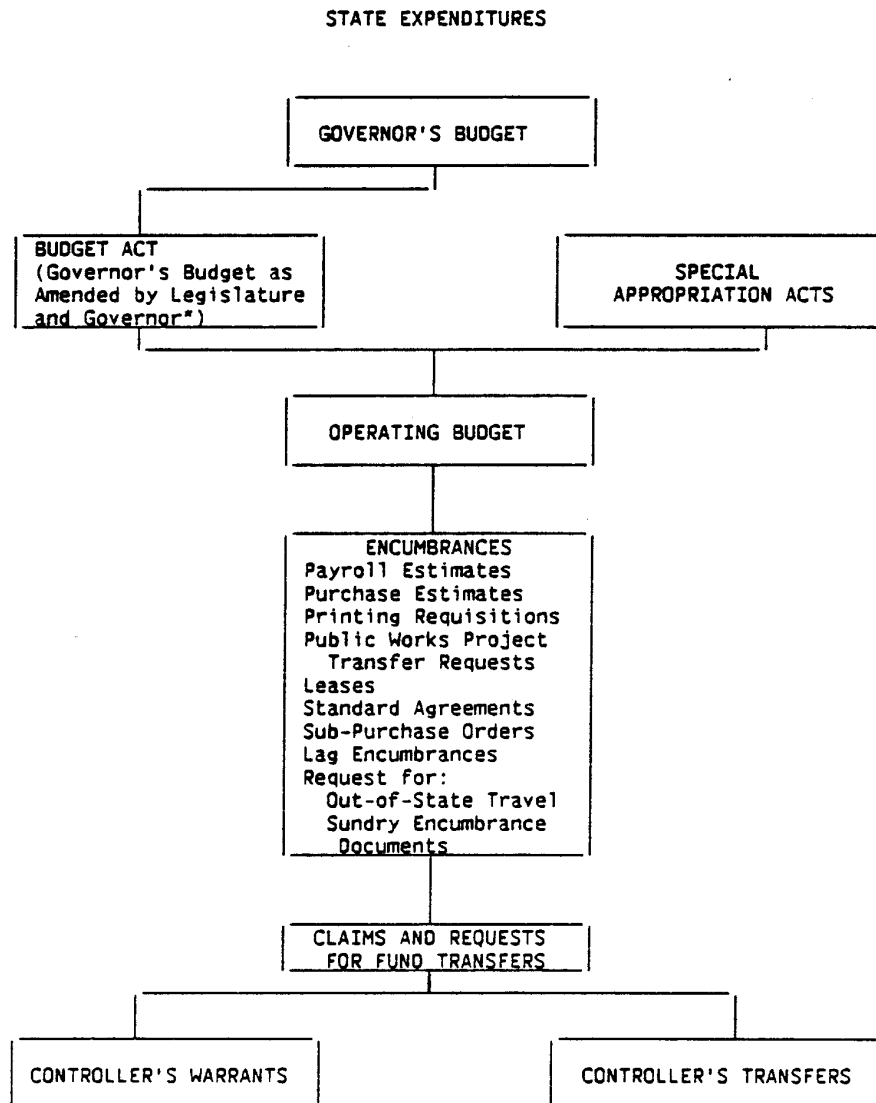 STATE EXPENDITURES
GOVERNOR'S BUDGET
BUDGET ACT
(Governor's Budget as
Amended by Legislature
and Governor*)
SPECIAL
APPROPRIATION ACTS
OPERATING BUDGET
ENCUMBRANCES
Payroll Estimates
Purchase Estimates
Printing Requisitions
Public Works Project
Transfer Requests
Leases
Standard Agreements
Sub-Purchase Orders
Lag Encumbrances
Request for:
Out-of-State Travel
Sundry Encumbrance
Documents
CLAIMS AND REQUESTS
FOR FUND TRANSFERS
CONTROLLER'S WARRANTS
CONTROLLER'S TRANSFERS